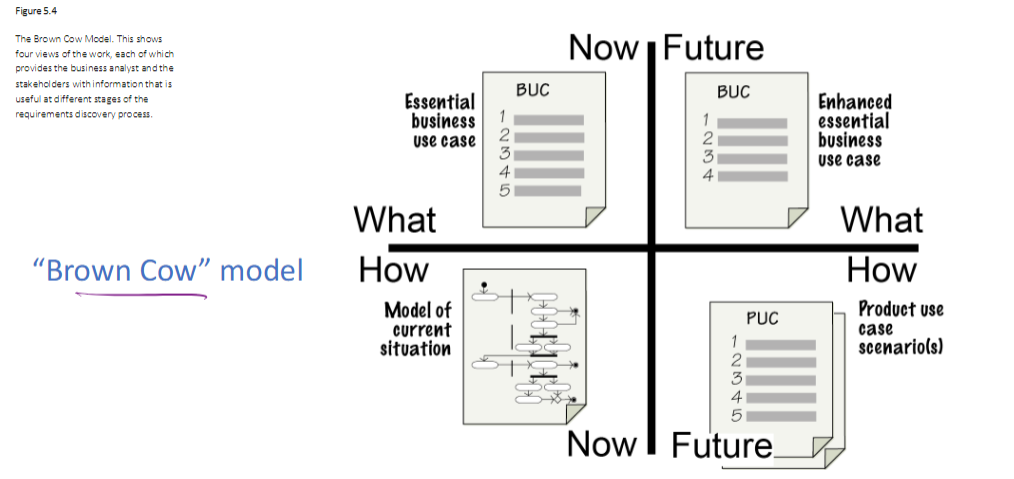 Figure 5.4
The Brown Cow Model. This shows
four views of the work, each of which
provides the business analyst and the
stakeholders with information that is
useful at different stages of the
requirements discovery process.
Now Future
BUC
1
2
3
4
5
Essential
business
use case
BUC
1
2
3
4
Enhanced
essential
business
use case
What
What
"Brown Cow" model
How
How
Model of
current
situation
PUC
1
2
3
4
5
Product use
case
scenario(s)
Now Future